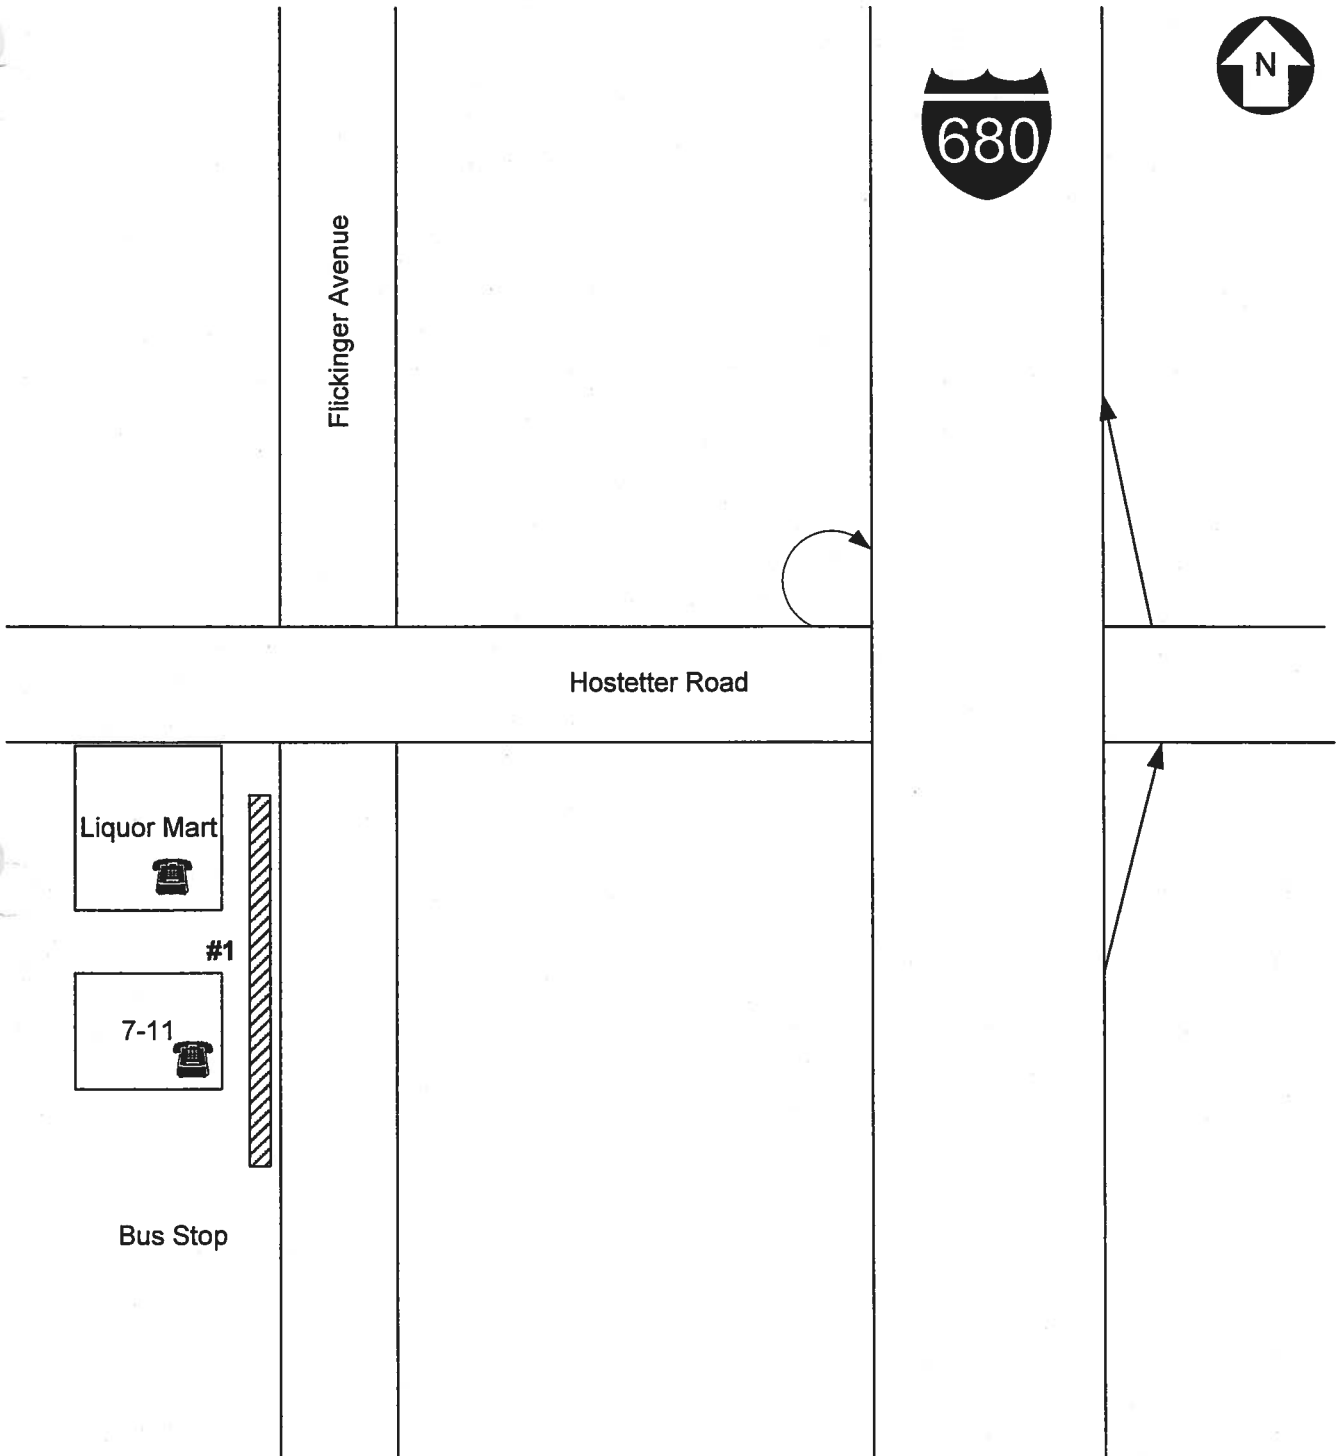 N
680
Flickinger Avenue
Hostetter Road
Liquor Mart
#1
7-11
Bus Stop